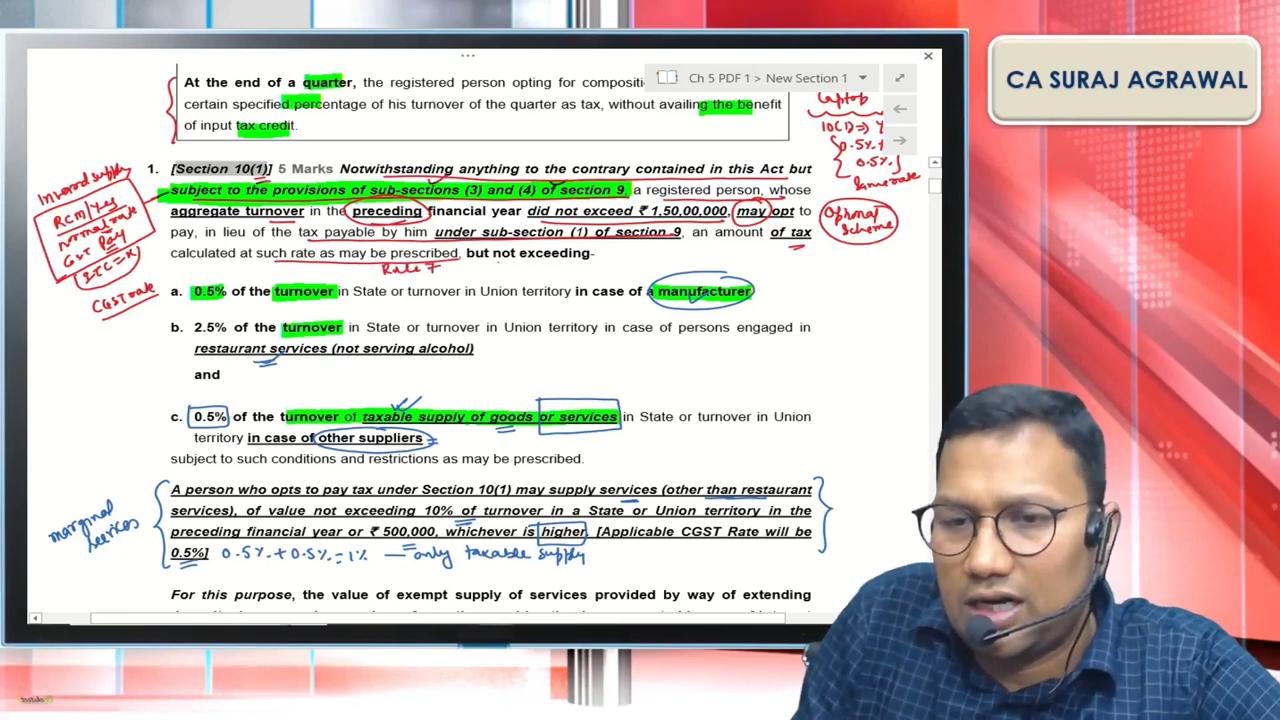 CA SURAJ AGRAWAL
Ch 5 PDF 1 > New Section 1
At the end of a quarter, the registered person opting for compositi
certain specified percentage of his turnover of the quarter as tax, without availing the benefit
of input tax credit.
Laptop
0.5%
0.5%
Same rate
Optional
Scheme
Inward supply
RCM/Yes
Normal rate
GST Pay
ITC = X
CGST rate
1. [Section 10(1)] 5 Marks Notwithstanding anything to the contrary contained in this Act but
subject to the provisions of sub-sections (3) and (4) of section 9, a registered person, whose
aggregate turnover in the preceding financial year did not exceed ₹ 1,50,00,000, may opt to
pay, in lieu of the tax payable by him under sub-section (1) of section 9, an amount of tax
calculated at such rate as may be prescribed, but not exceeding-
Rule 7
a. 0.5% of the turnover in State or turnover in Union territory in case of a manufacturer
b. 2.5% of the turnover in State or turnover in Union territory in case of persons engaged in
restaurant services (not serving alcohol)
and
c. 0.5% of the turnover of taxable supply of goods or services in State or turnover in Union
territory in case of other suppliers
subject to such conditions and restrictions as may be prescribed.
marginal
services
A person who opts to pay tax under Section 10(1) may supply services (other than restaurant
services), of value not exceeding 10% of turnover in a State or Union territory in the
preceding financial year or ₹ 500,000, whichever is higher. [Applicable CGST Rate will be
0.5%] 0.5% + 0.5% = 1% — only taxable supply
For this purpose, the value of exempt supply of services provided by way of extending